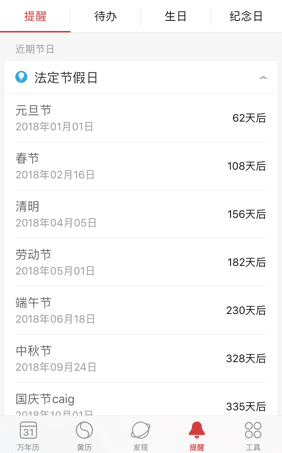 提醒 待办 生日 纪念日
近期节日
法定节假日
元旦节
62天后
2018年01月01日
春节
108天后
2018年02月16日
清明
156天后
2018年04月05日
劳动节
182天后
2018年05月01日
端午节
230天后
2018年06月18日
中秋节
328天后
2018年09月24日
国庆节caig
335天后
2018年10月01日
31
万年历 黄历 发现 提醒 工具